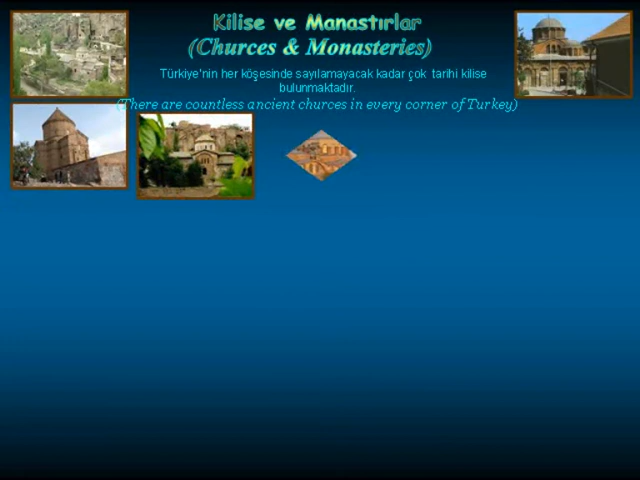 Kilise ve Manastırlar
(Churces & Monasteries)
Türkiye'nin her köşesinde sayılamayacak kadar çok tarihi kilise
bulunmaktadır.
(There are countless ancient churces in every corner of Turkey)